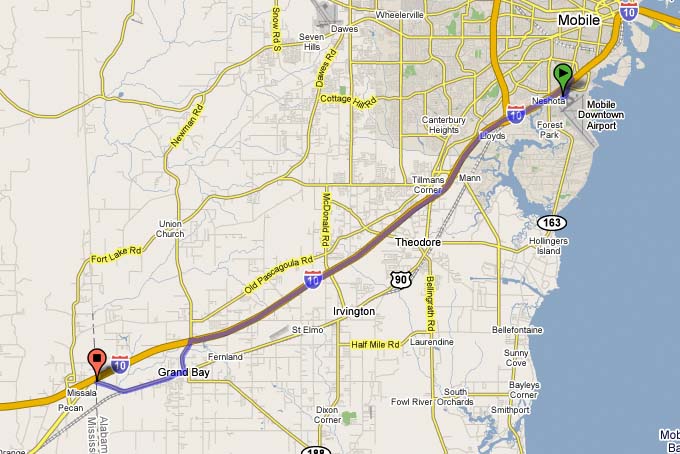 Wheelerville
Mobile
10
Snow Rd S
Seven
Hills
Dawes
Dawes Rd
Cottage Hill Rd
Newman Rd
Canterbury
Heights
10
Neshota
Lloyds
Forest
Park
Mobile
Downtown
Airport
Tillmans
Corner
Mann
McDonald Rd
Union
Church
163
Fort Lake Rd
Theodore
Hollingers
Island
Old Pascagoula Rd
10
90
Bellingrath Rd
Irvington
St Elmo
Bellefontaine
Half Mile Rd
Laurendine
Fernland
10
Sunny
Cove
Grand Bay
Missala
Pecan
Bayleys
Corner
South
Orchards
Fowl River
Smithport
Dixon
Corner
Alabam
Mississi
188
Orange
Mob
Ba